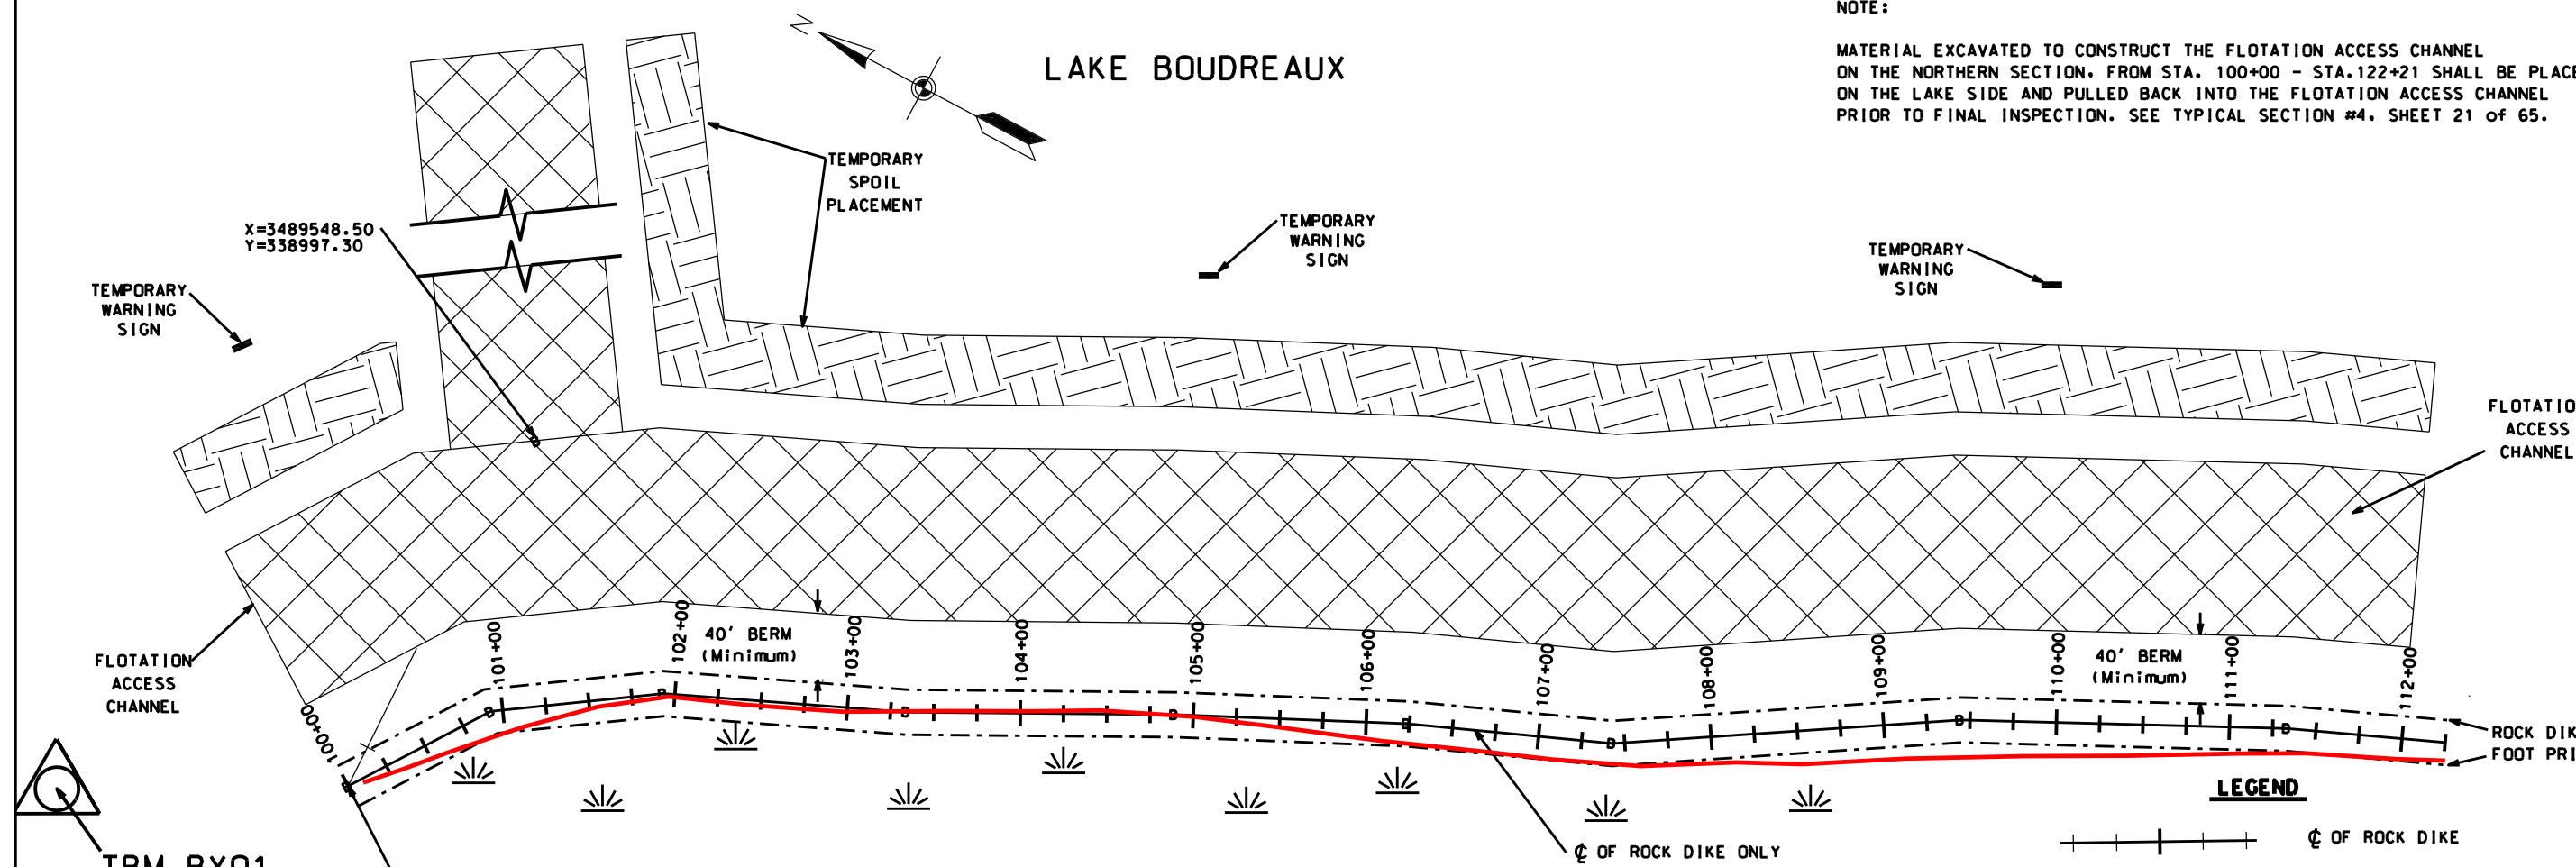 NOTE:
MATERIAL EXCAVATED TO CONSTRUCT THE FLOTATION ACCESS CHANNEL
ON THE NORTHERN SECTION. FROM STA. 100+00 - STA.122+21 SHALL BE PLACE
ON THE LAKE SIDE AND PULLED BACK INTO THE FLOTATION ACCESS CHANNEL
PRIOR TO FINAL INSPECTION. SEE TYPICAL SECTION #4. SHEET 21 of 65.
N
LAKE BOUDREAUX
TEMPORARY
SPOIL
PLACEMENT
X=3489548.50
Y=338997.30
TEMPORARY
WARNING
SIGN
TEMPORARY
WARNING
SIGN
TEMPORARY
WARNING
SIGN
FLOTATIO
ACCESS
CHANNEL
FLOTATION
ACCESS
CHANNEL
40' BERM
(Minimum)
40' BERM
(Minimum)
100+00
101+00
102+00
103+00
104+00
105+00
106+00
107+00
108+00
109+00
110+00
111+00
112+00
ROCK DIK
FOOT PRI
LEGEND
℄ OF ROCK DIKE
℄ OF ROCK DIKE ONLY